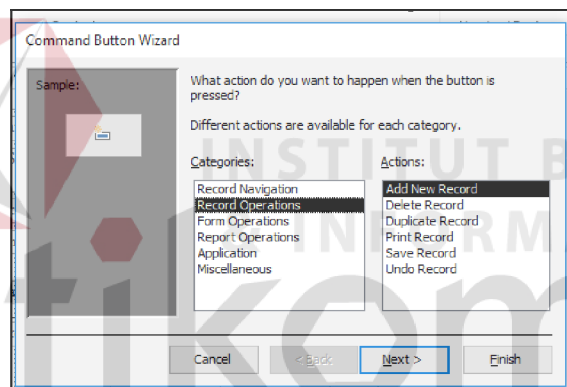 Command Button Wizard
Sample:
What action do you want to happen when the button is
pressed?
Different actions are available for each category.
Categories:
Record Navigation
Record Operations
Form Operations
Report Operations
Application
Miscellaneous
Actions:
Add New Record
Delete Record
Duplicate Record
Print Record
Save Record
Undo Record
Cancel
< Back
Next >
Finish
INSTITUT B
& INFORM
tikom